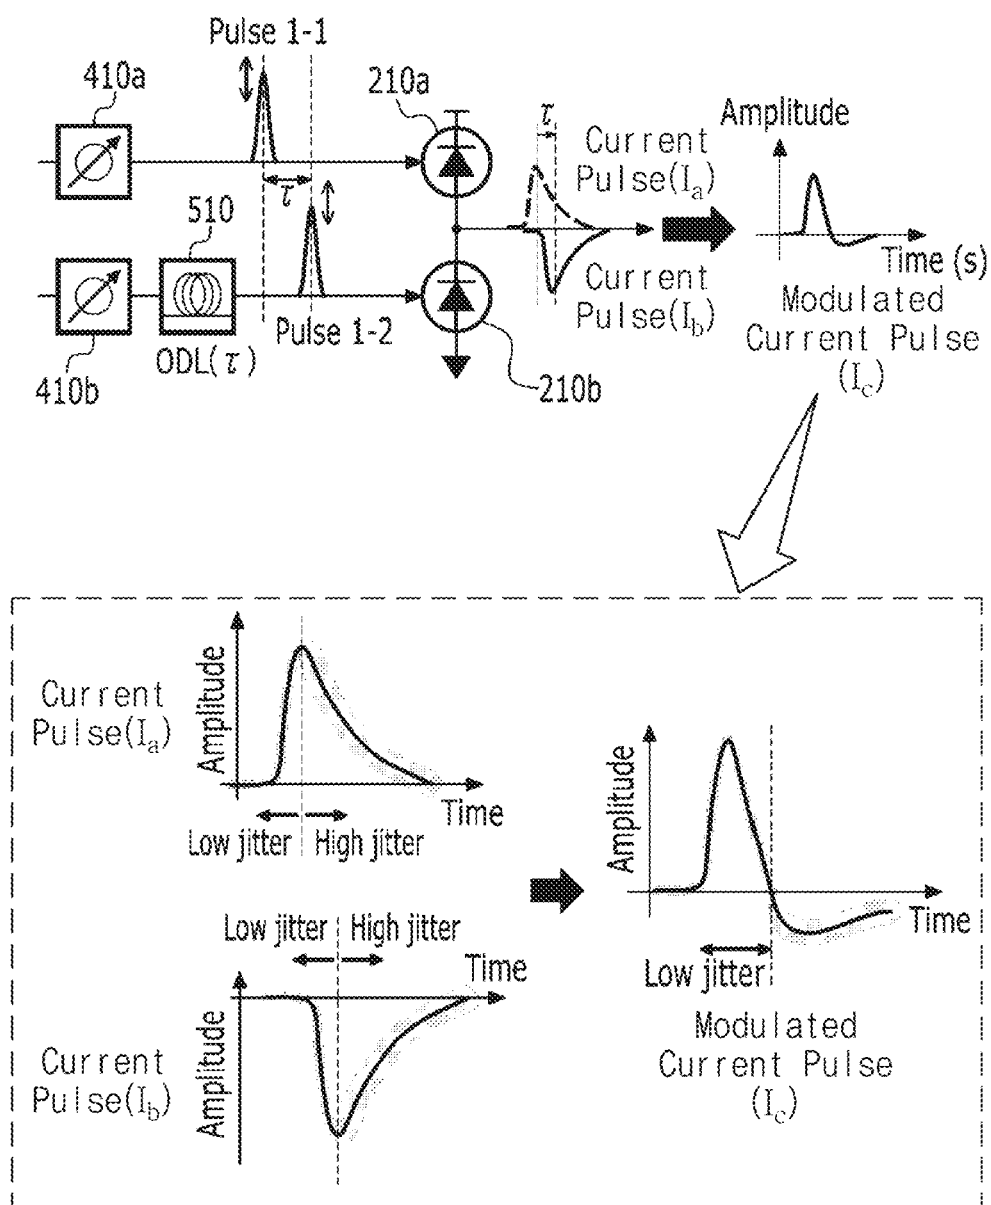 Pulse 1-1
410a
210a
τ
Current
Pulse(Ia)
Amplitude
τ
510
Time (s)
Current
Pulse(Ib)
Modulated
Current Pulse
(Ic)
Pulse 1-2
ODL(τ)
410b
210b
Current
Pulse(Ia)
Amplitude
Time
Low jitter
High jitter
Amplitude
Time
Low jitter
Low jitter
High jitter
Time
Current
Pulse(Ib)
Amplitude
Modulated
Current Pulse
(Ic)